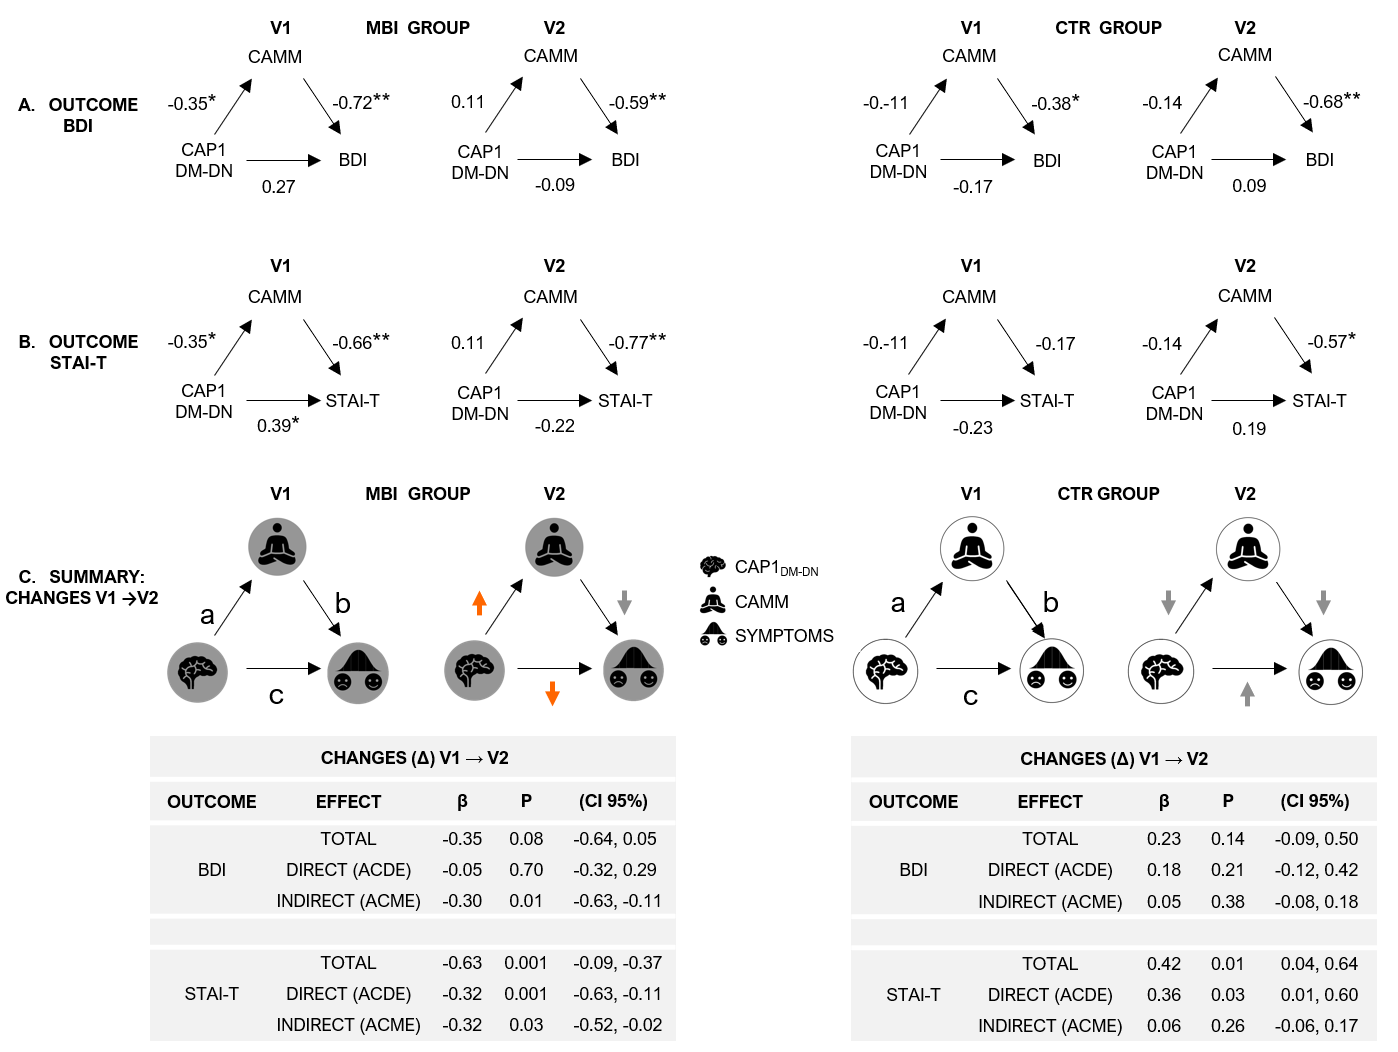 V1 MBI GROUP V2 V1 CTR GROUP V2
CAMM CAMM CAMM CAMM
A. OUTCOME BDI
-0.35* -0.72** 0.11 -0.59** -0.-11 -0.38* -0.14 -0.68**
CAP1 DM-DN BDI CAP1 DM-DN BDI CAP1 DM-DN BDI CAP1 DM-DN BDI
0.27 -0.09 -0.17 0.09
V1 V2 V1 V2
CAMM CAMM CAMM CAMM
B. OUTCOME STAI-T
-0.35* -0.66** 0.11 -0.77** -0.-11 -0.17 -0.14 -0.57*
CAP1 DM-DN STAI-T CAP1 DM-DN STAI-T CAP1 DM-DN STAI-T CAP1 DM-DN STAI-T
0.39* -0.22 -0.23 0.19
V1 MBI GROUP V2 V1 CTR GROUP V2
C. SUMMARY:
CHANGES V1 →V2
a b c
CAP1DM-DN
CAMM
SYMPTOMS
a b c
CHANGES (Δ) V1 → V2
OUTCOME EFFECT β P (CI 95%)
TOTAL -0.35 0.08 -0.64, 0.05
BDI DIRECT (ACDE) -0.05 0.70 -0.32, 0.29
INDIRECT (ACME) -0.30 0.01 -0.63, -0.11
TOTAL -0.63 0.001 -0.09, -0.37
STAI-T DIRECT (ACDE) -0.32 0.001 -0.63, -0.11
INDIRECT (ACME) -0.32 0.03 -0.52, -0.02
CHANGES (Δ) V1 → V2
OUTCOME EFFECT β P (CI 95%)
TOTAL 0.23 0.14 -0.09, 0.50
BDI DIRECT (ACDE) 0.18 0.21 -0.12, 0.42
INDIRECT (ACME) 0.05 0.38 -0.08, 0.18
TOTAL 0.42 0.01 0.04, 0.64
STAI-T DIRECT (ACDE) 0.36 0.03 0.01, 0.60
INDIRECT (ACME) 0.06 0.26 -0.06, 0.17